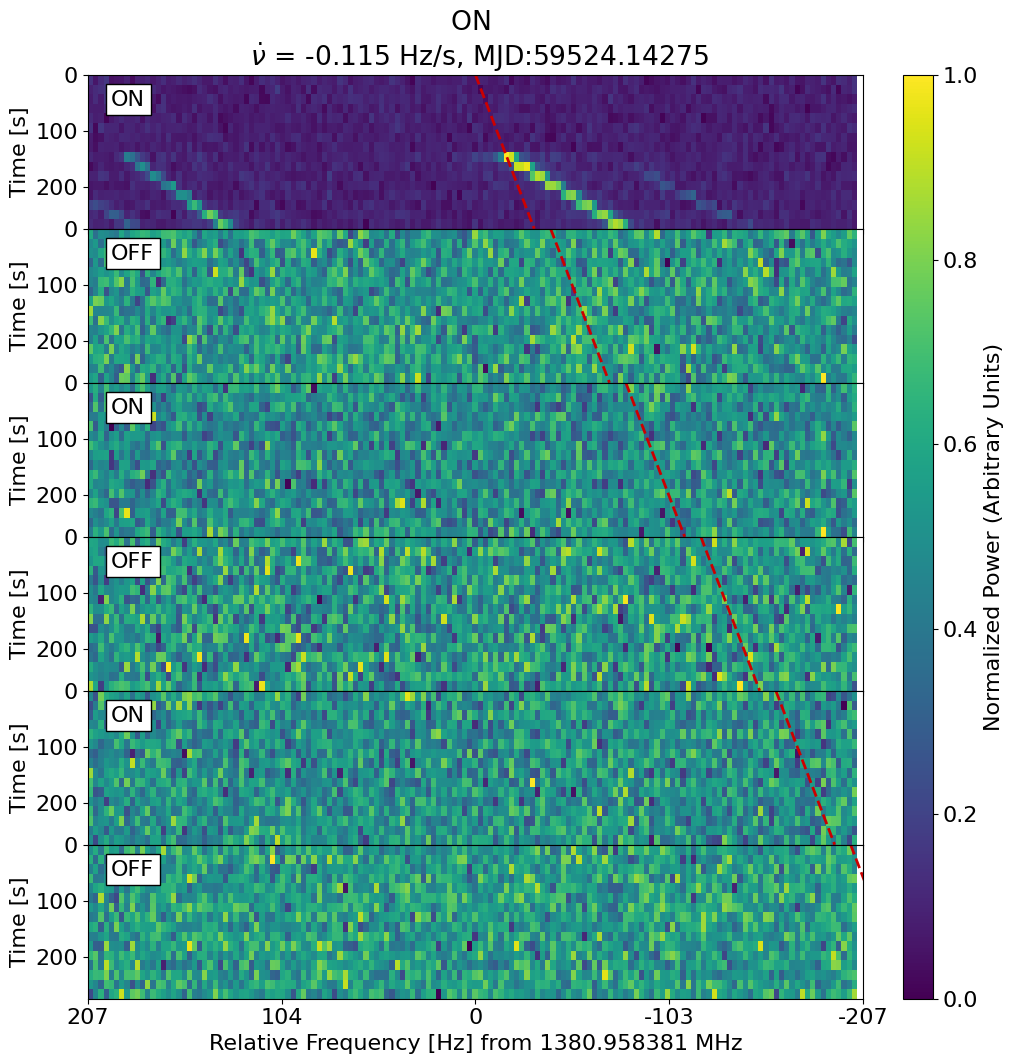 ON
ν̇ = -0.115 Hz/s, MJD:59524.14275
0
100
200
Time [s]
ON
0
100
200
Time [s]
OFF
0
100
200
Time [s]
ON
0
100
200
Time [s]
OFF
0
100
200
Time [s]
ON
0
100
200
Time [s]
OFF
207 104 0 -103 -207
Relative Frequency [Hz] from 1380.958381 MHz
1.0
0.8
0.6
0.4
0.2
0.0
Normalized Power (Arbitrary Units)